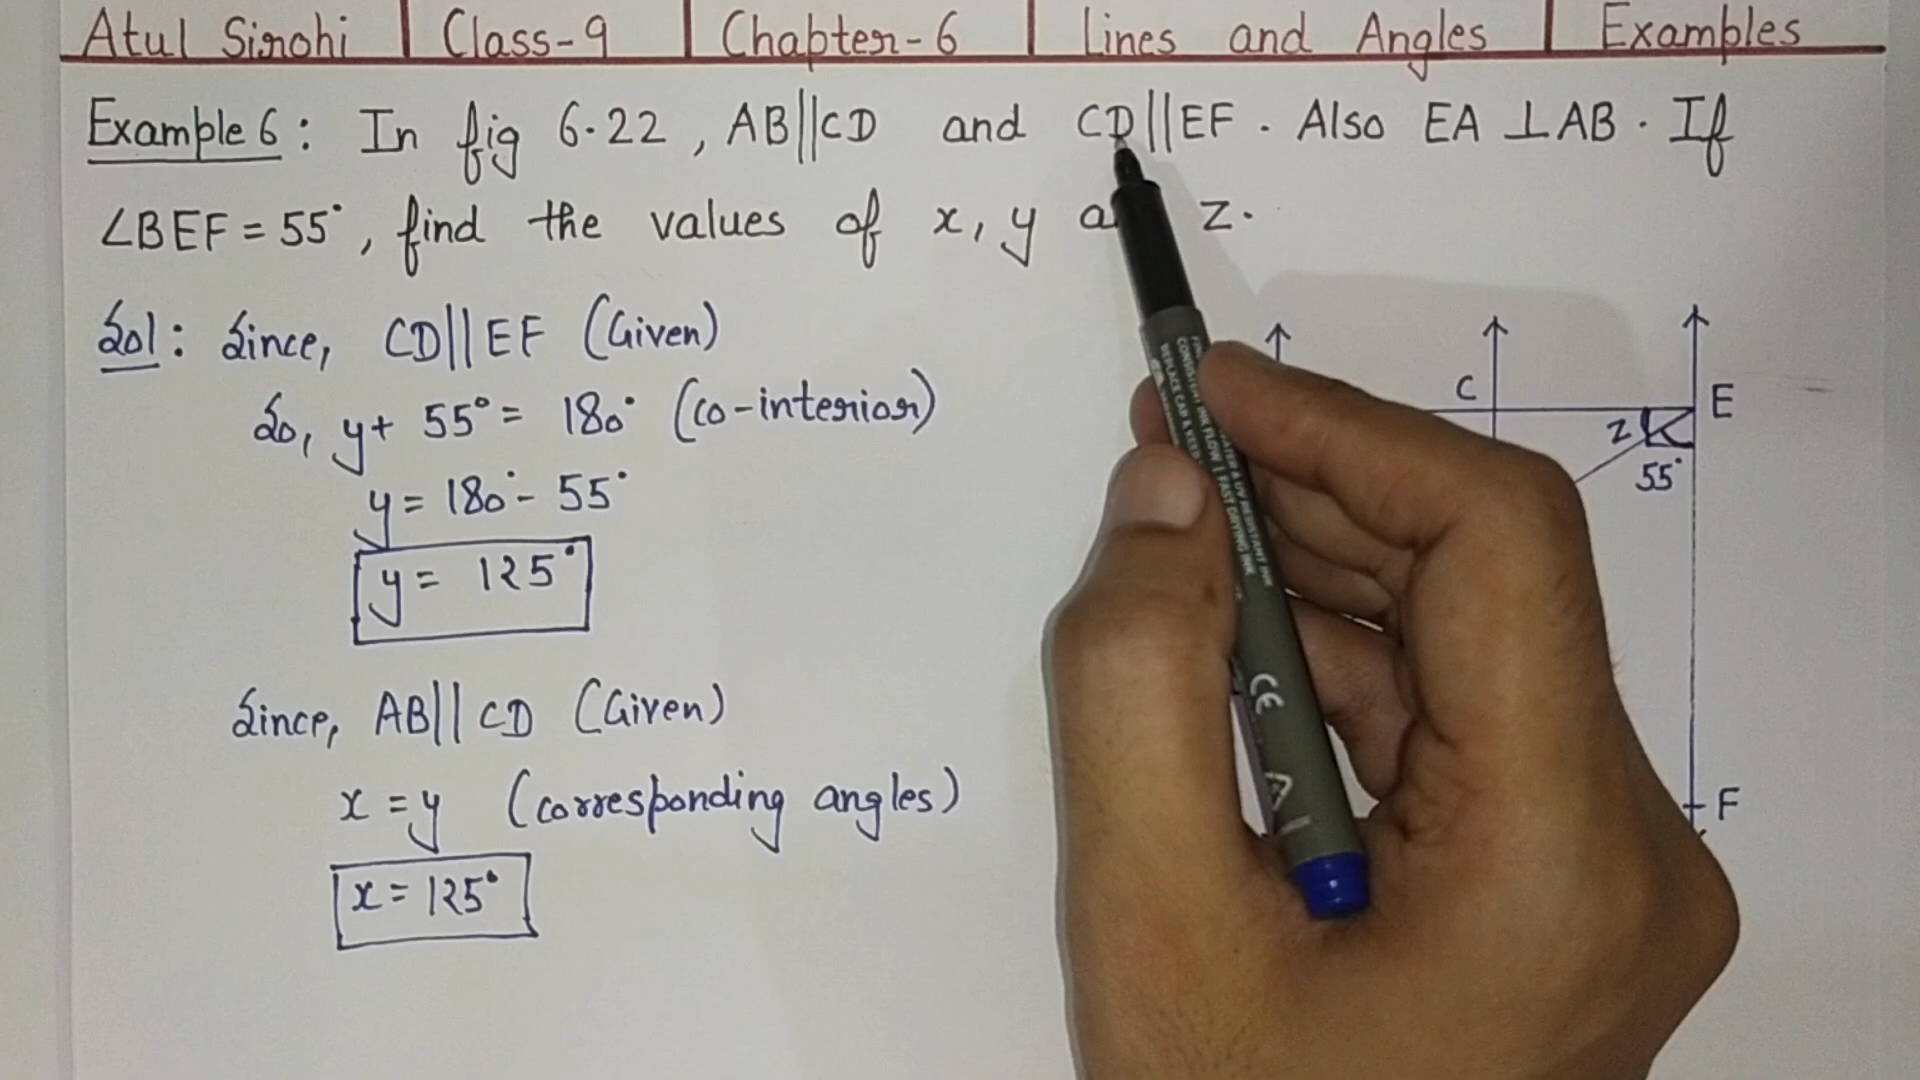 Atul Sirohi | Class-9 | Chapter-6 | Lines and Angles | Examples
Example 6: In fig 6.22, AB||CD and CD||EF. Also EA ⊥ AB. If
∠BEF = 55°, find the values of x, y a z.
Sol: Since, CD||EF (Given)
So, y + 55° = 180° (co-interior)
y = 180° - 55°
y = 125°
Since, AB||CD (Given)
x = y (corresponding angles)
x = 125°
C
E
z
55°
F
CE